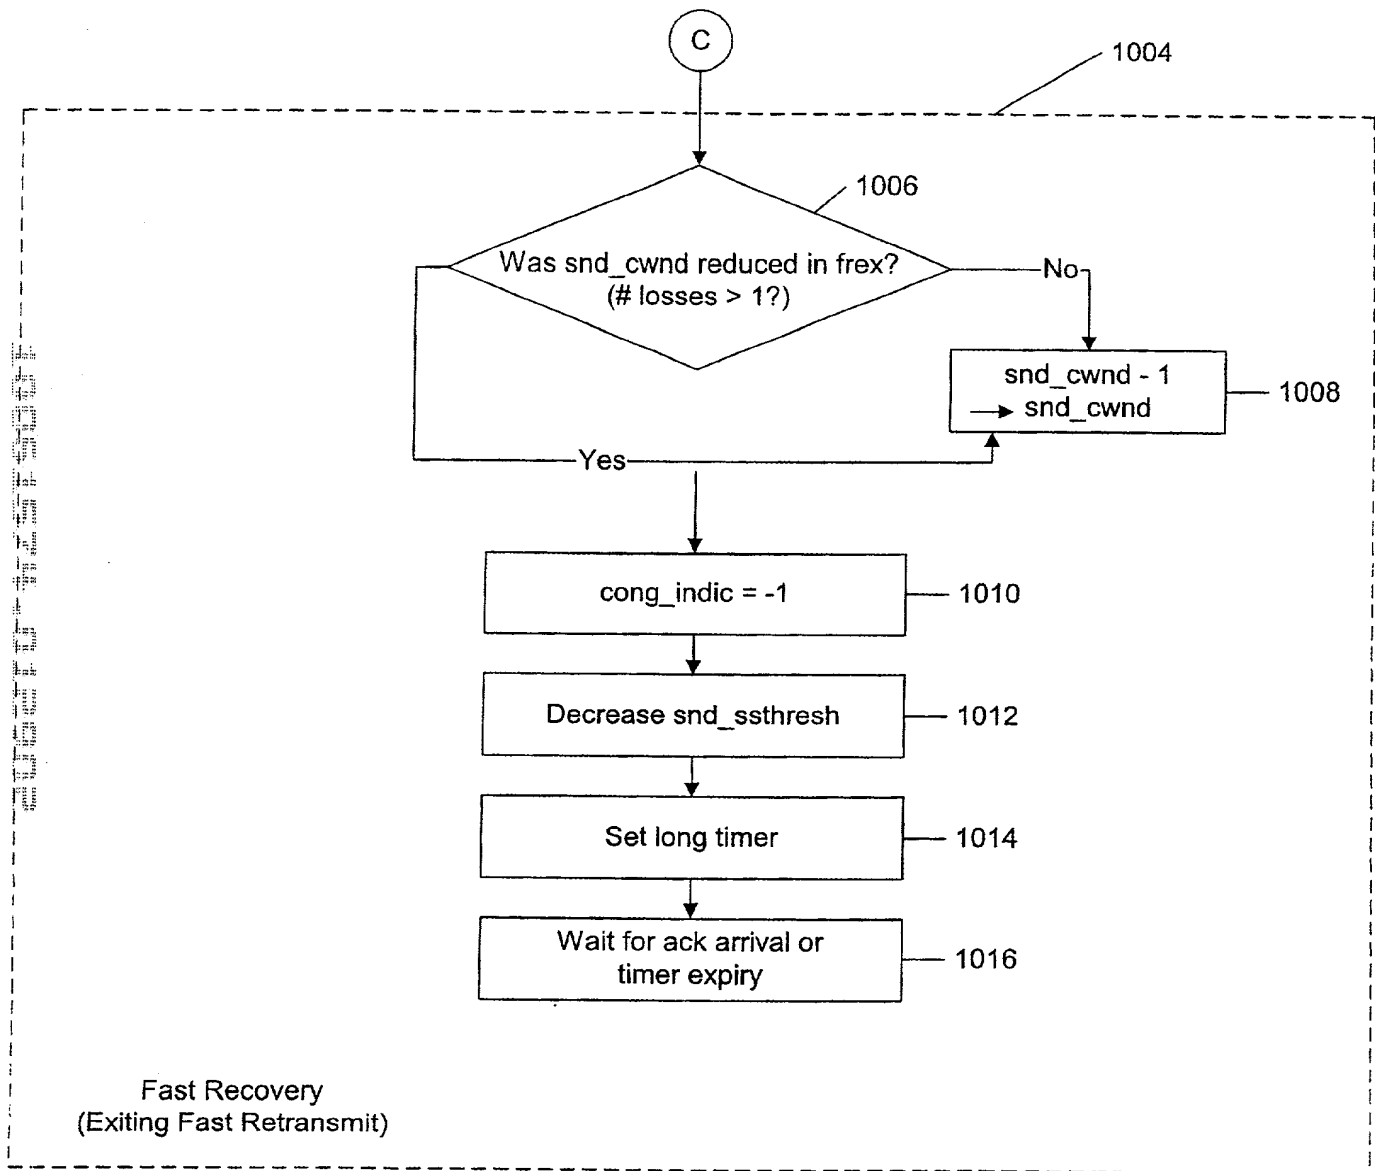 C
1004
1006
Was snd_cwnd reduced in frex?
(# losses > 1?)
No
snd_cwnd - 1
→ snd_cwnd
1008
Yes
cong_indic = -1
1010
Decrease snd_ssthresh
1012
Set long timer
1014
Wait for ack arrival or
timer expiry
1016
Fast Recovery
(Exiting Fast Retransmit)